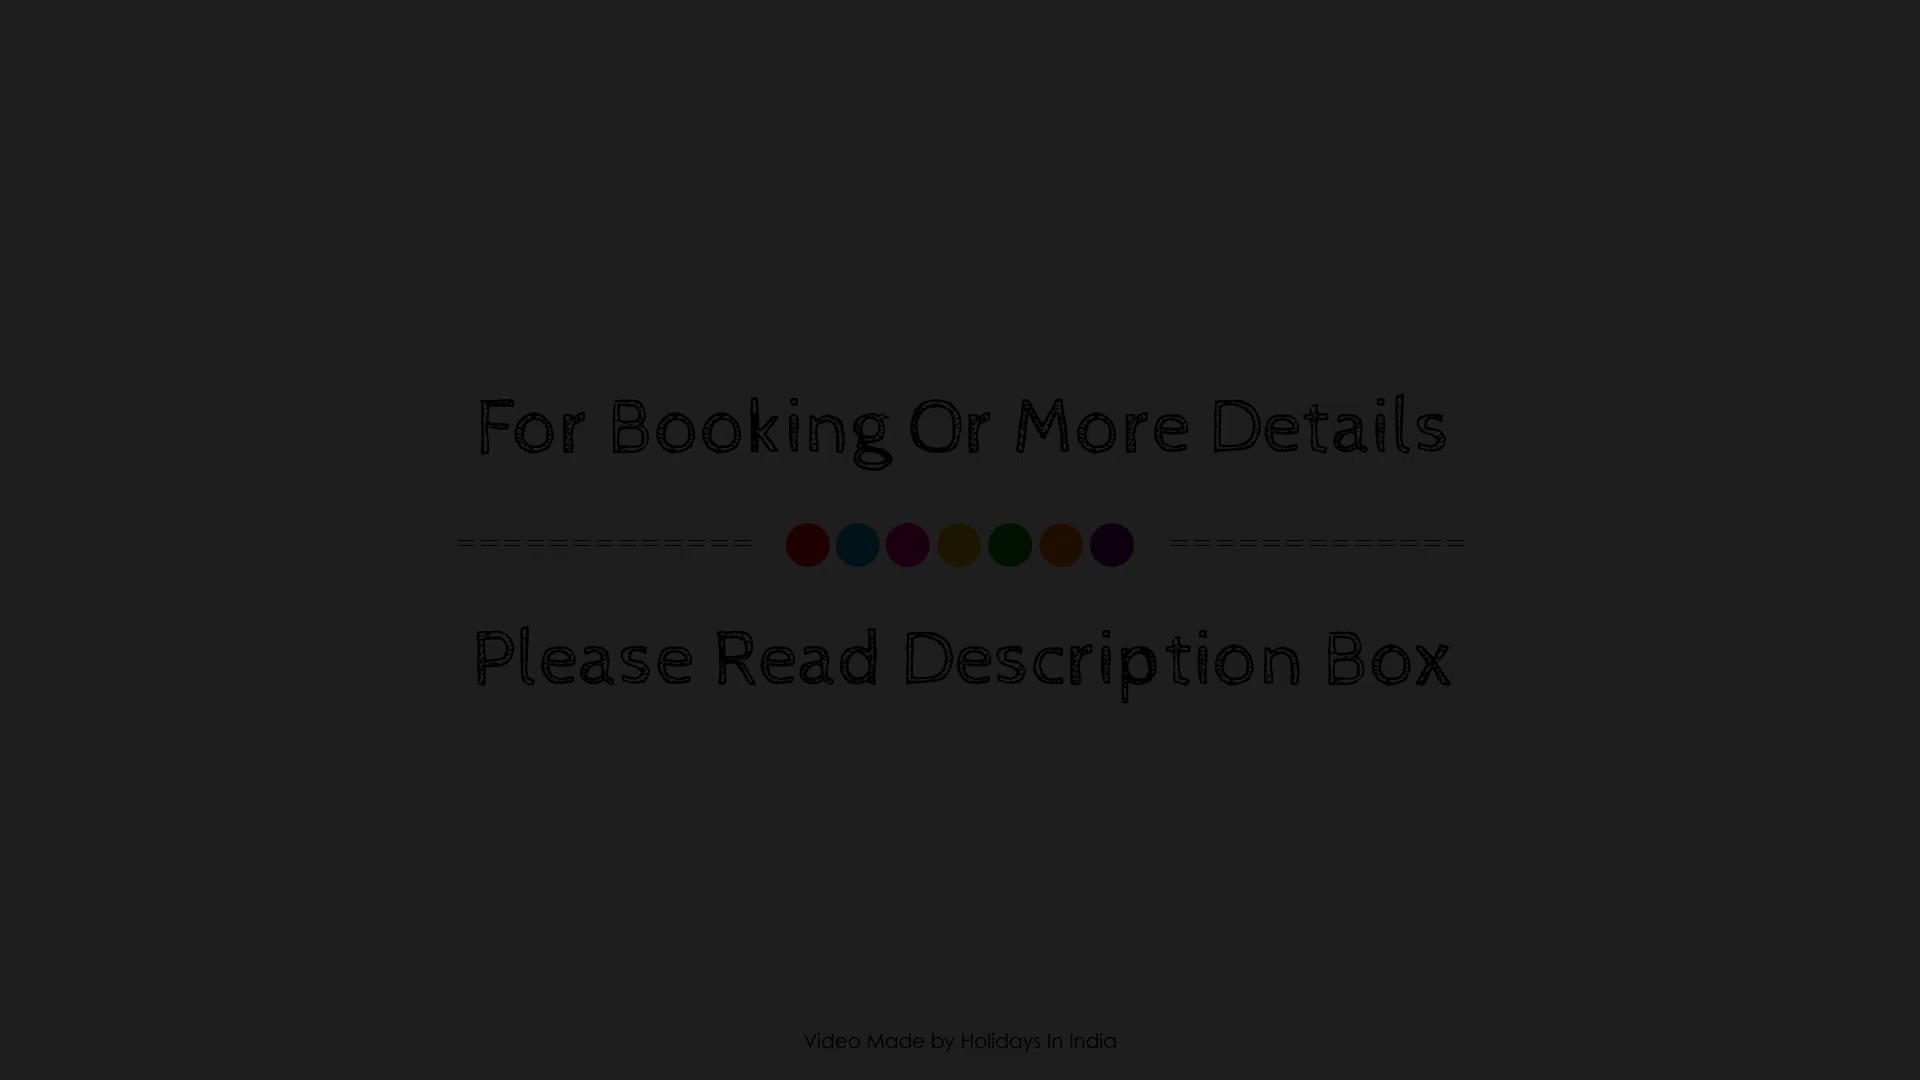 For Booking Or More Details
============= =============
Please Read Description Box
Video Made by Holidays In India